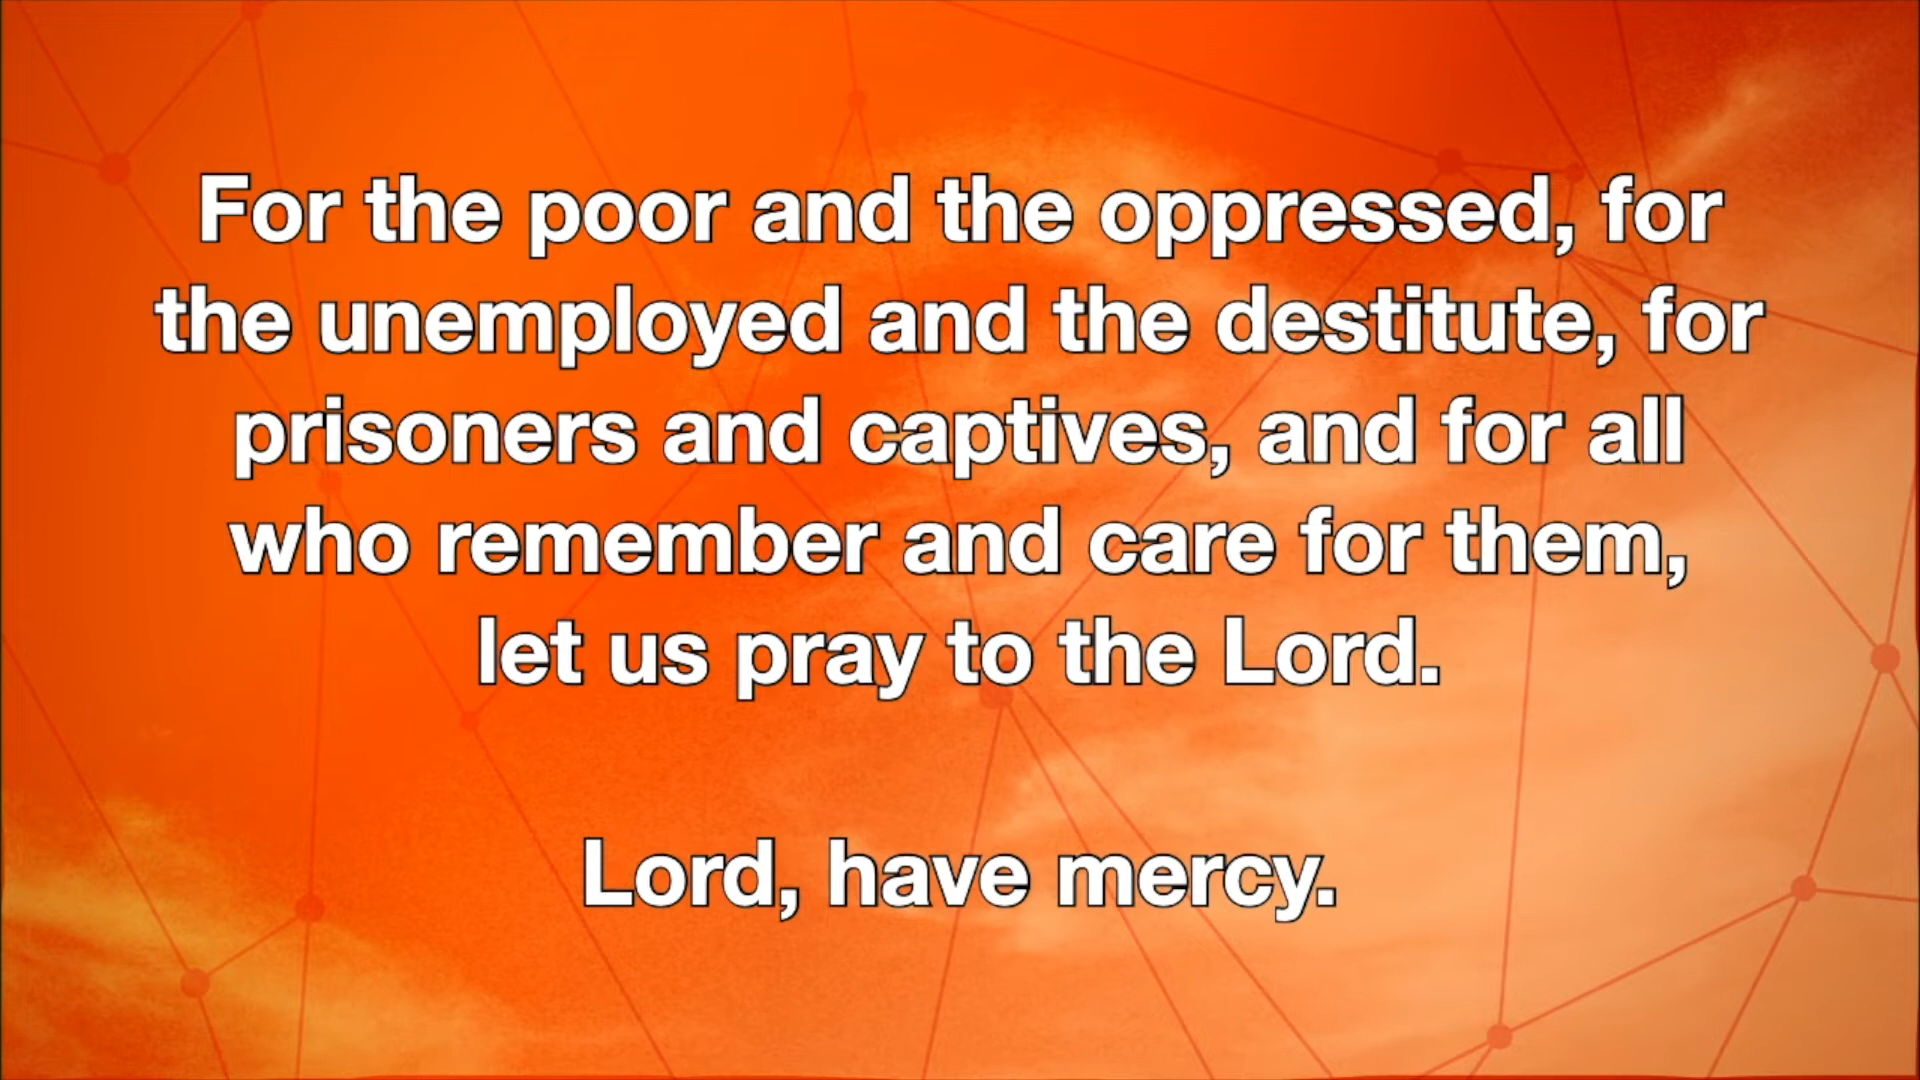 For the poor and the oppressed, for
the unemployed and the destitute, for
prisoners and captives, and for all
who remember and care for them,
let us pray to the Lord.
Lord, have mercy.